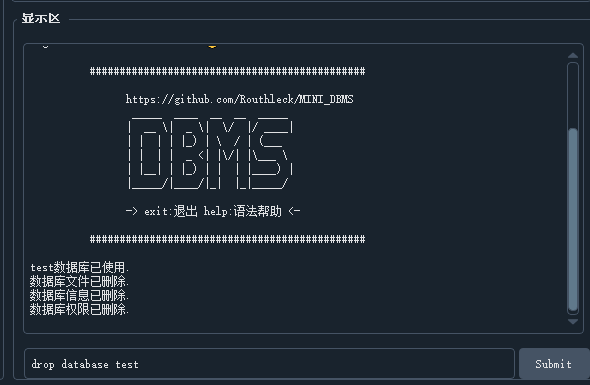 显示区
##############################################
https://github.com/Routhleck/MINI_DBMS
DBMS
-> exit:退出 help:语法帮助 <-
##############################################
test数据库已使用.
数据库文件已删除.
数据库信息已删除.
数据库权限已删除.
drop database test
Submit